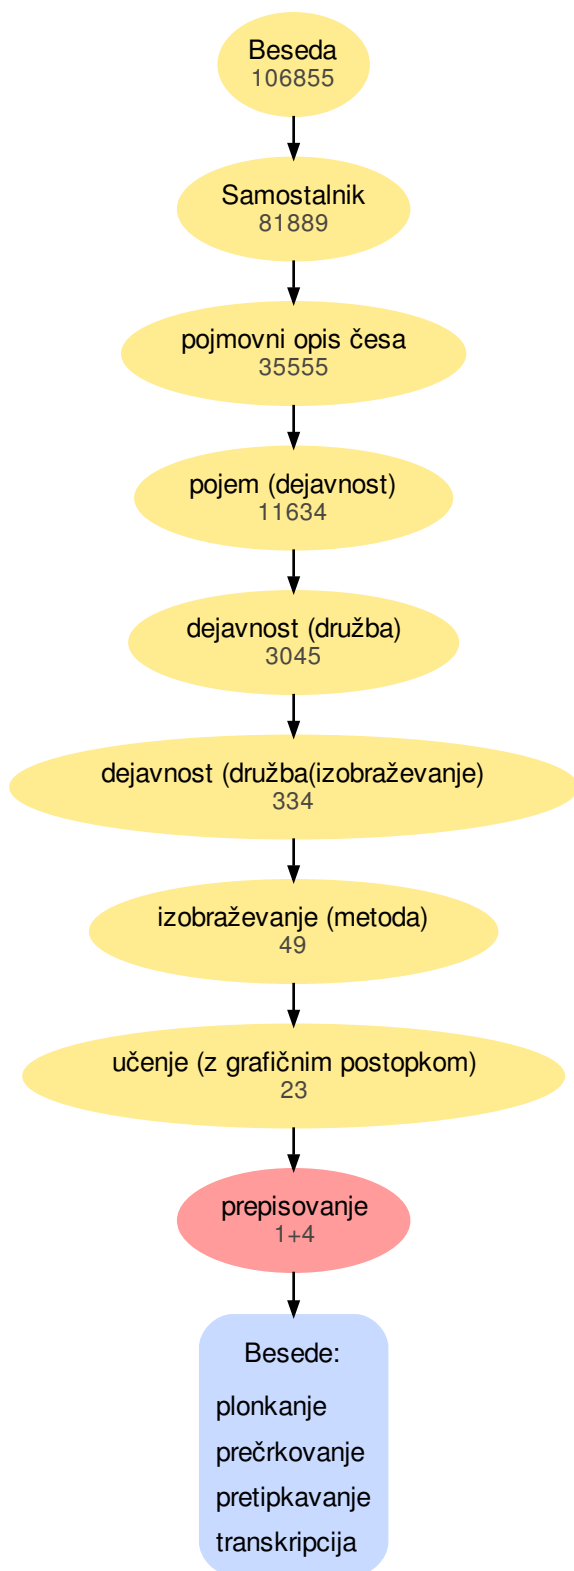 Beseda
106855
Samostalnik
81889
pojmovni opis česa
35555
pojem (dejavnost)
11634
dejavnost (družba)
3045
dejavnost (družba(izobraževanje)
334
izobraževanje (metoda)
49
učenje (z grafičnim postopkom)
23
prepisovanje
1+4
Besede:
plonkanje
prečrkovanje
pretipkavanje
transkripcija